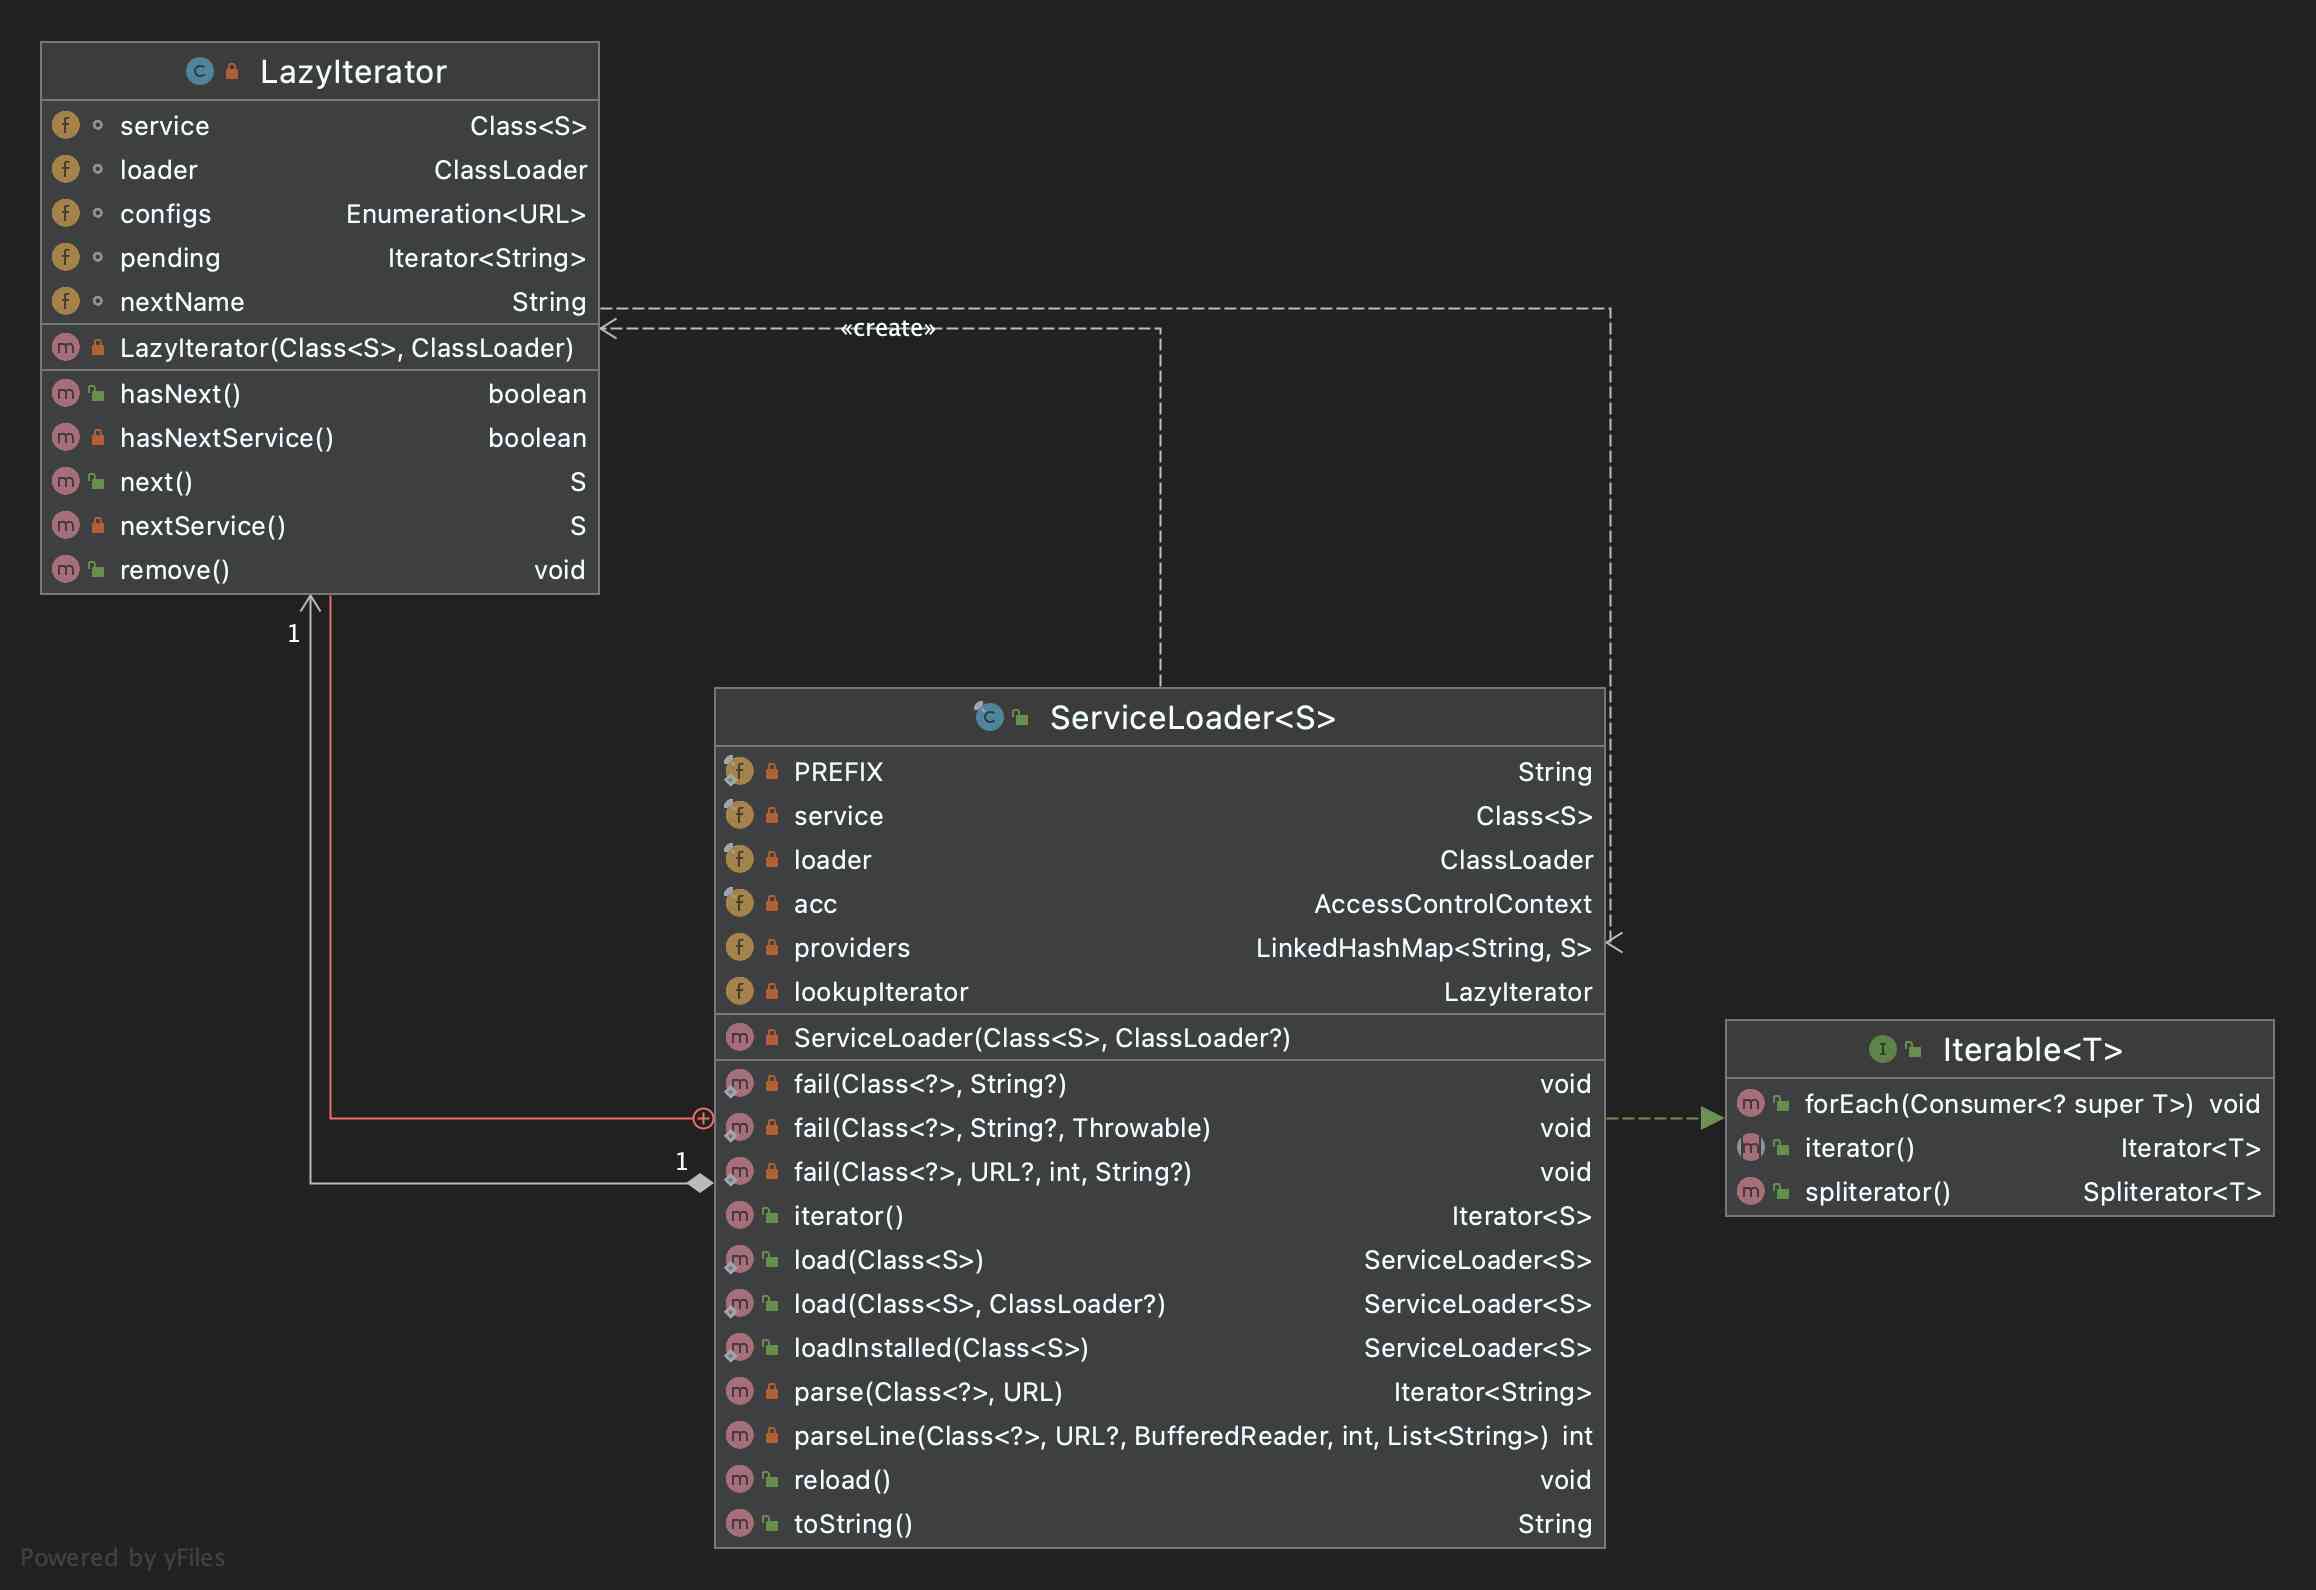 LazyIterator
service Class<S>
loader ClassLoader
configs Enumeration<URL>
pending Iterator<String>
nextName String
LazyIterator(Class<S>, ClassLoader)
hasNext() boolean
hasNextService() boolean
next() S
nextService() S
remove() void
«create»
1
1
ServiceLoader<S>
PREFIX String
service Class<S>
loader ClassLoader
acc AccessControlContext
providers LinkedHashMap<String, S>
lookupIterator LazyIterator
ServiceLoader(Class<S>, ClassLoader?)
fail(Class<?>, String?) void
fail(Class<?>, String?, Throwable) void
fail(Class<?>, URL?, int, String?) void
iterator() Iterator<S>
load(Class<S>) ServiceLoader<S>
load(Class<S>, ClassLoader?) ServiceLoader<S>
loadInstalled(Class<S>) ServiceLoader<S>
parse(Class<?>, URL) Iterator<String>
parseLine(Class<?>, URL?, BufferedReader, int, List<String>) int
reload() void
toString() String
Iterable<T>
forEach(Consumer<? super T>) void
iterator() Iterator<T>
spliterator() Spliterator<T>
Powered by yFiles